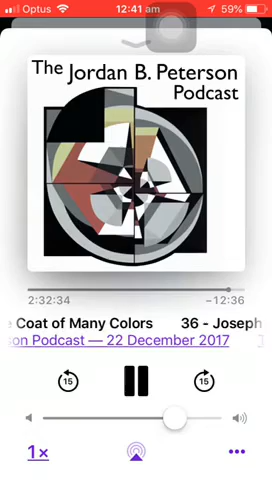 Optus 12:41 am 59%
The Jordan B. Peterson
Podcast
2:32:34 −12:36
Coat of Many Colors 36 - Joseph
son Podcast — 22 December 2017
15 15
1×